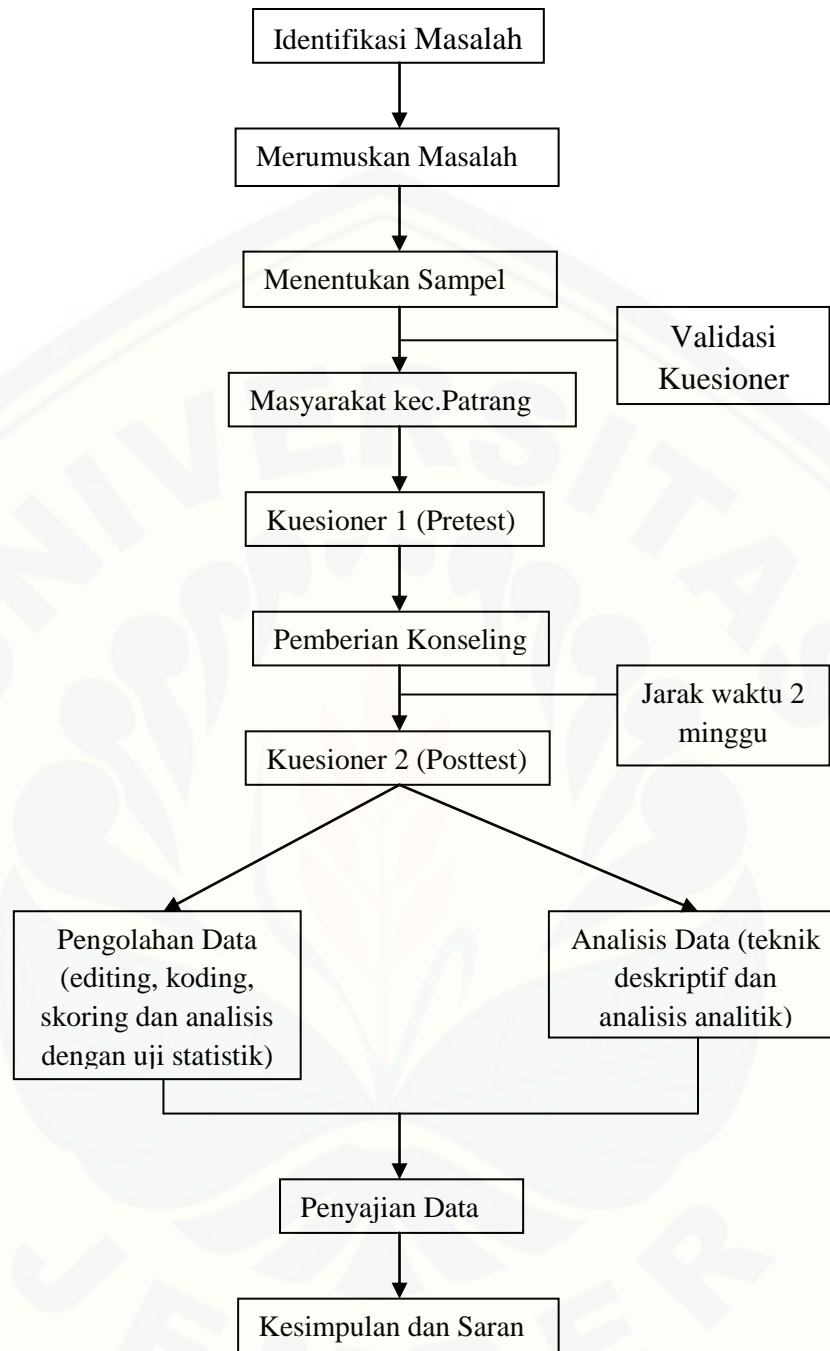 Identifikasi Masalah
Merumuskan Masalah
Menentukan Sampel
Validasi
Kuesioner
Masyarakat kec.Patrang
Kuesioner 1 (Pretest)
Pemberian Konseling
Jarak waktu 2
minggu
Kuesioner 2 (Posttest)
Pengolahan Data
(editing, koding,
skoring dan analisis
dengan uji statistik)
Analisis Data (teknik
deskriptif dan
analisis analitik)
Penyajian Data
Kesimpulan dan Saran
UNIVERSITAS
JEMBER